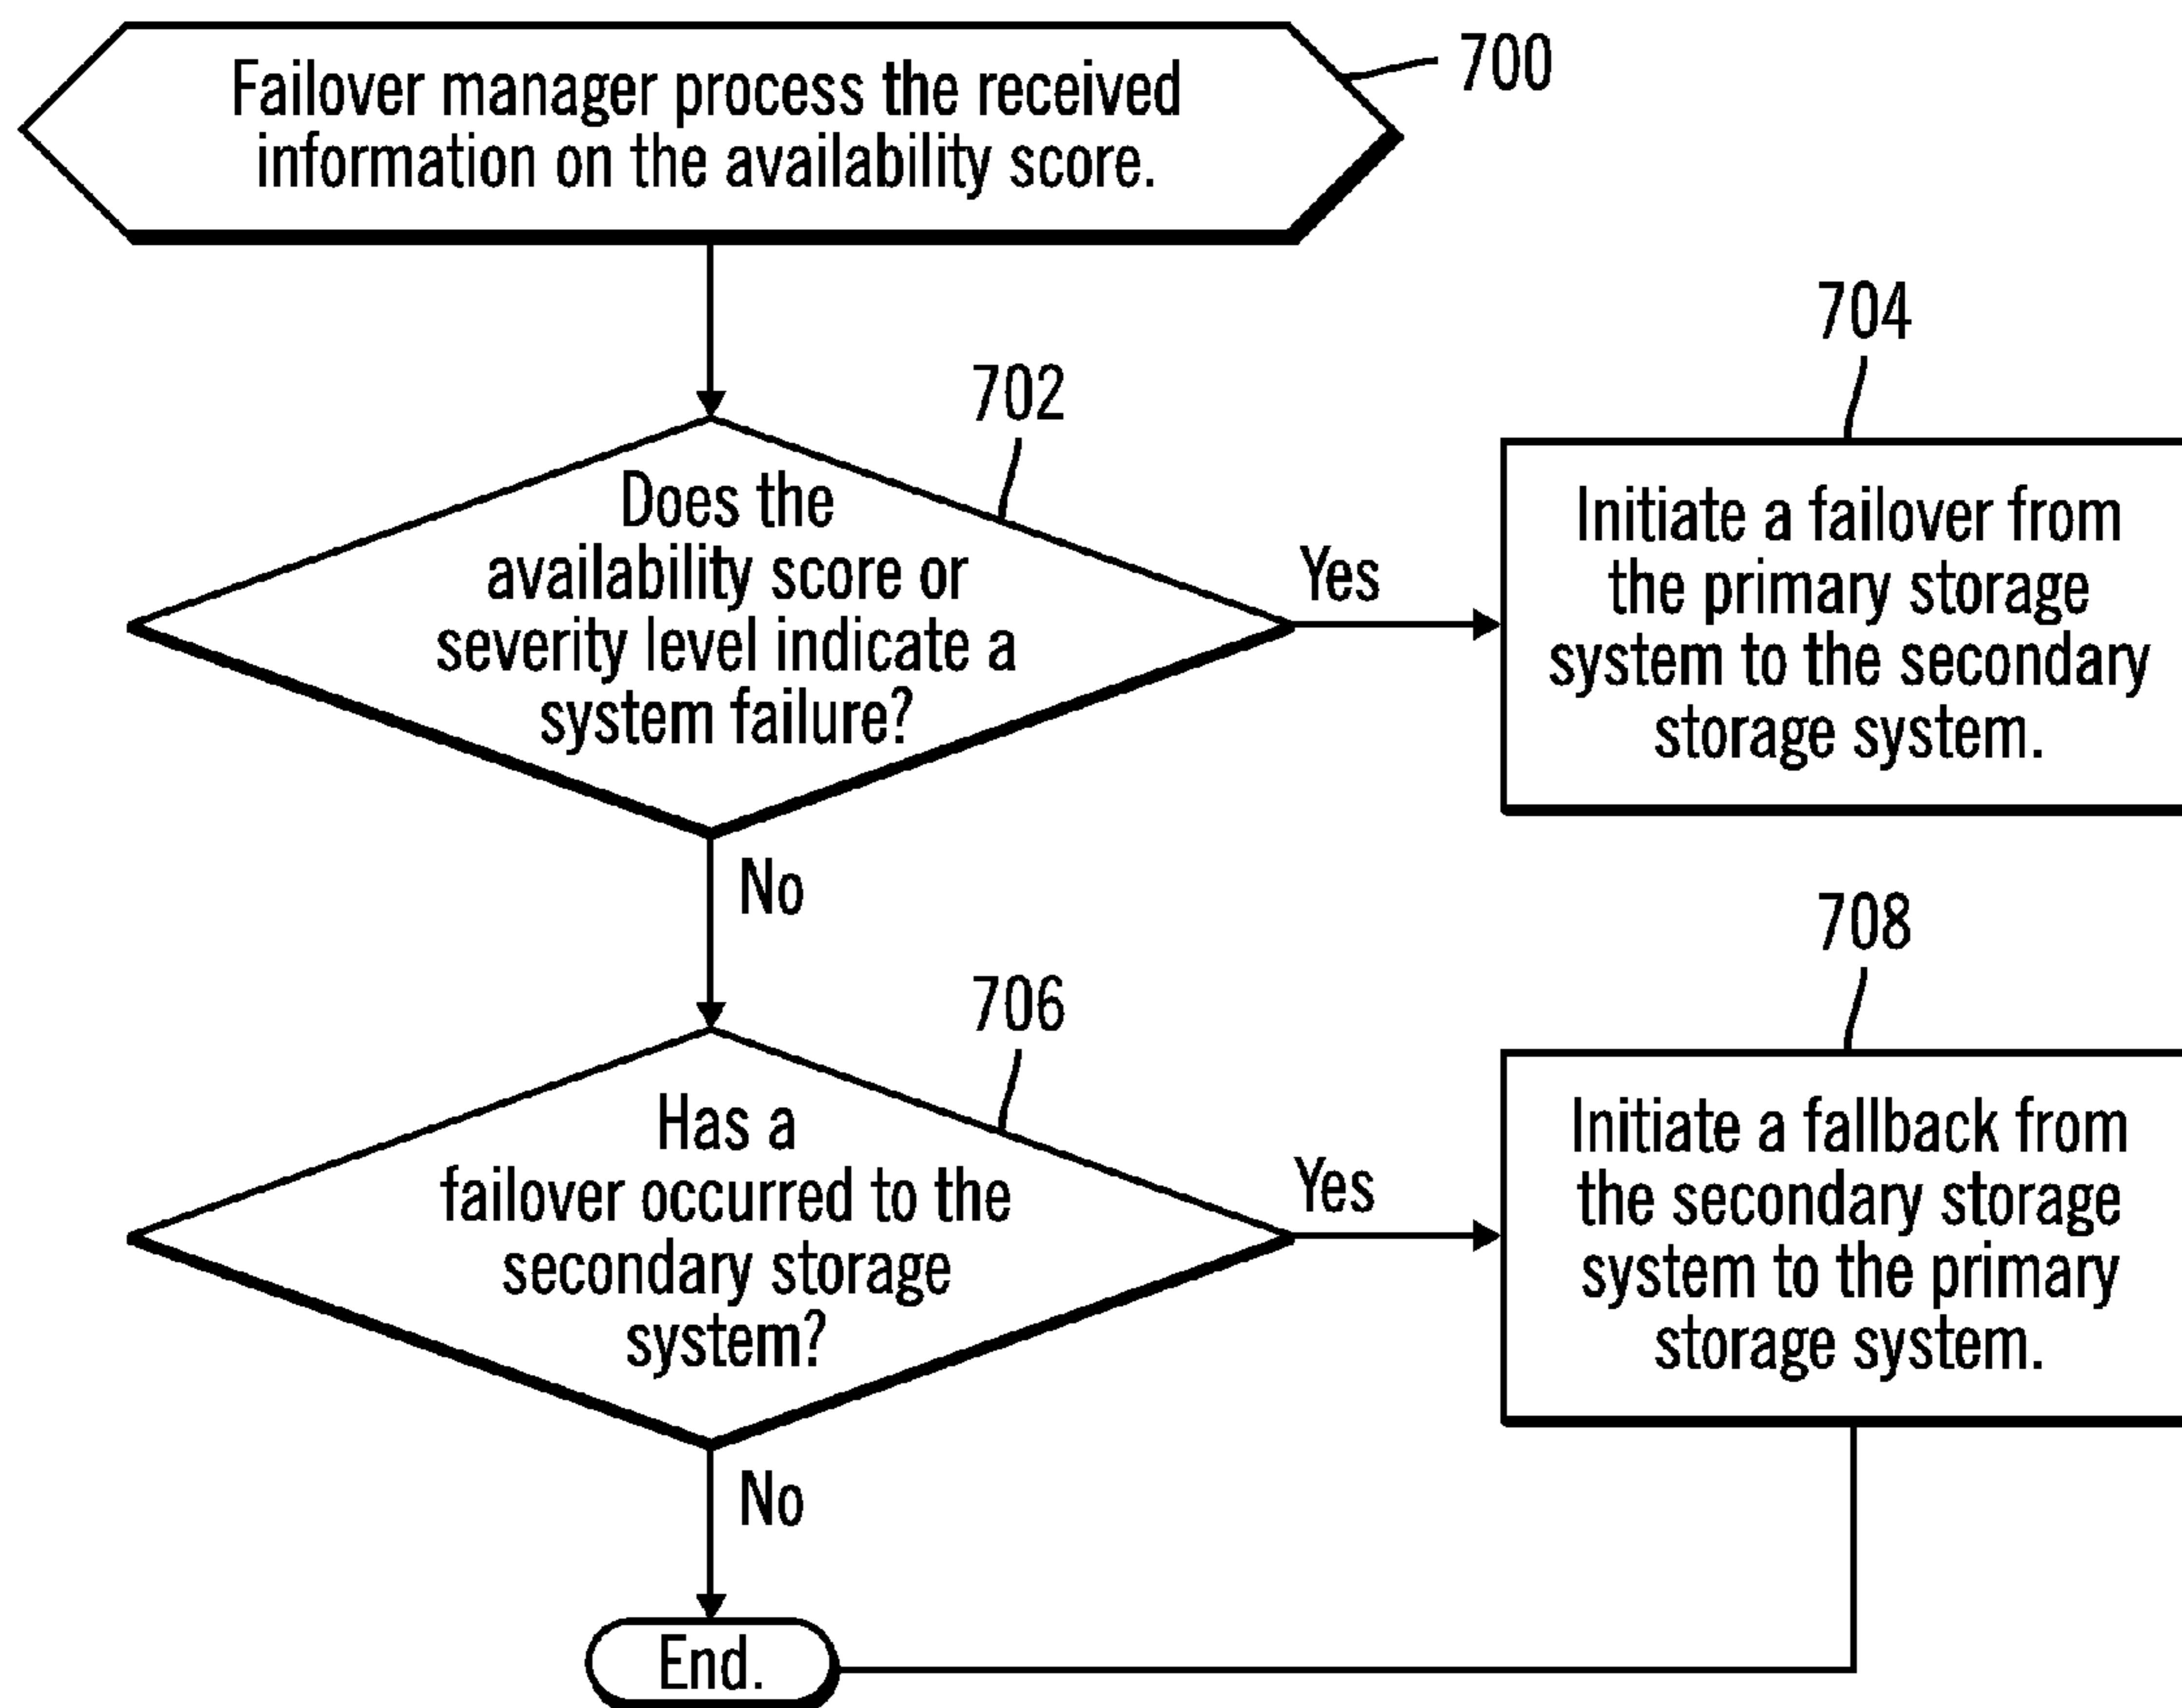 Failover manager process the received
information on the availability score.
700
702
Does the
availability score or
severity level indicate a
system failure?
Yes
704
Initiate a failover from
the primary storage
system to the secondary
storage system.
No
706
Has a
failover occurred to the
secondary storage
system?
Yes
708
Initiate a fallback from
the secondary storage
system to the primary
storage system.
No
End.